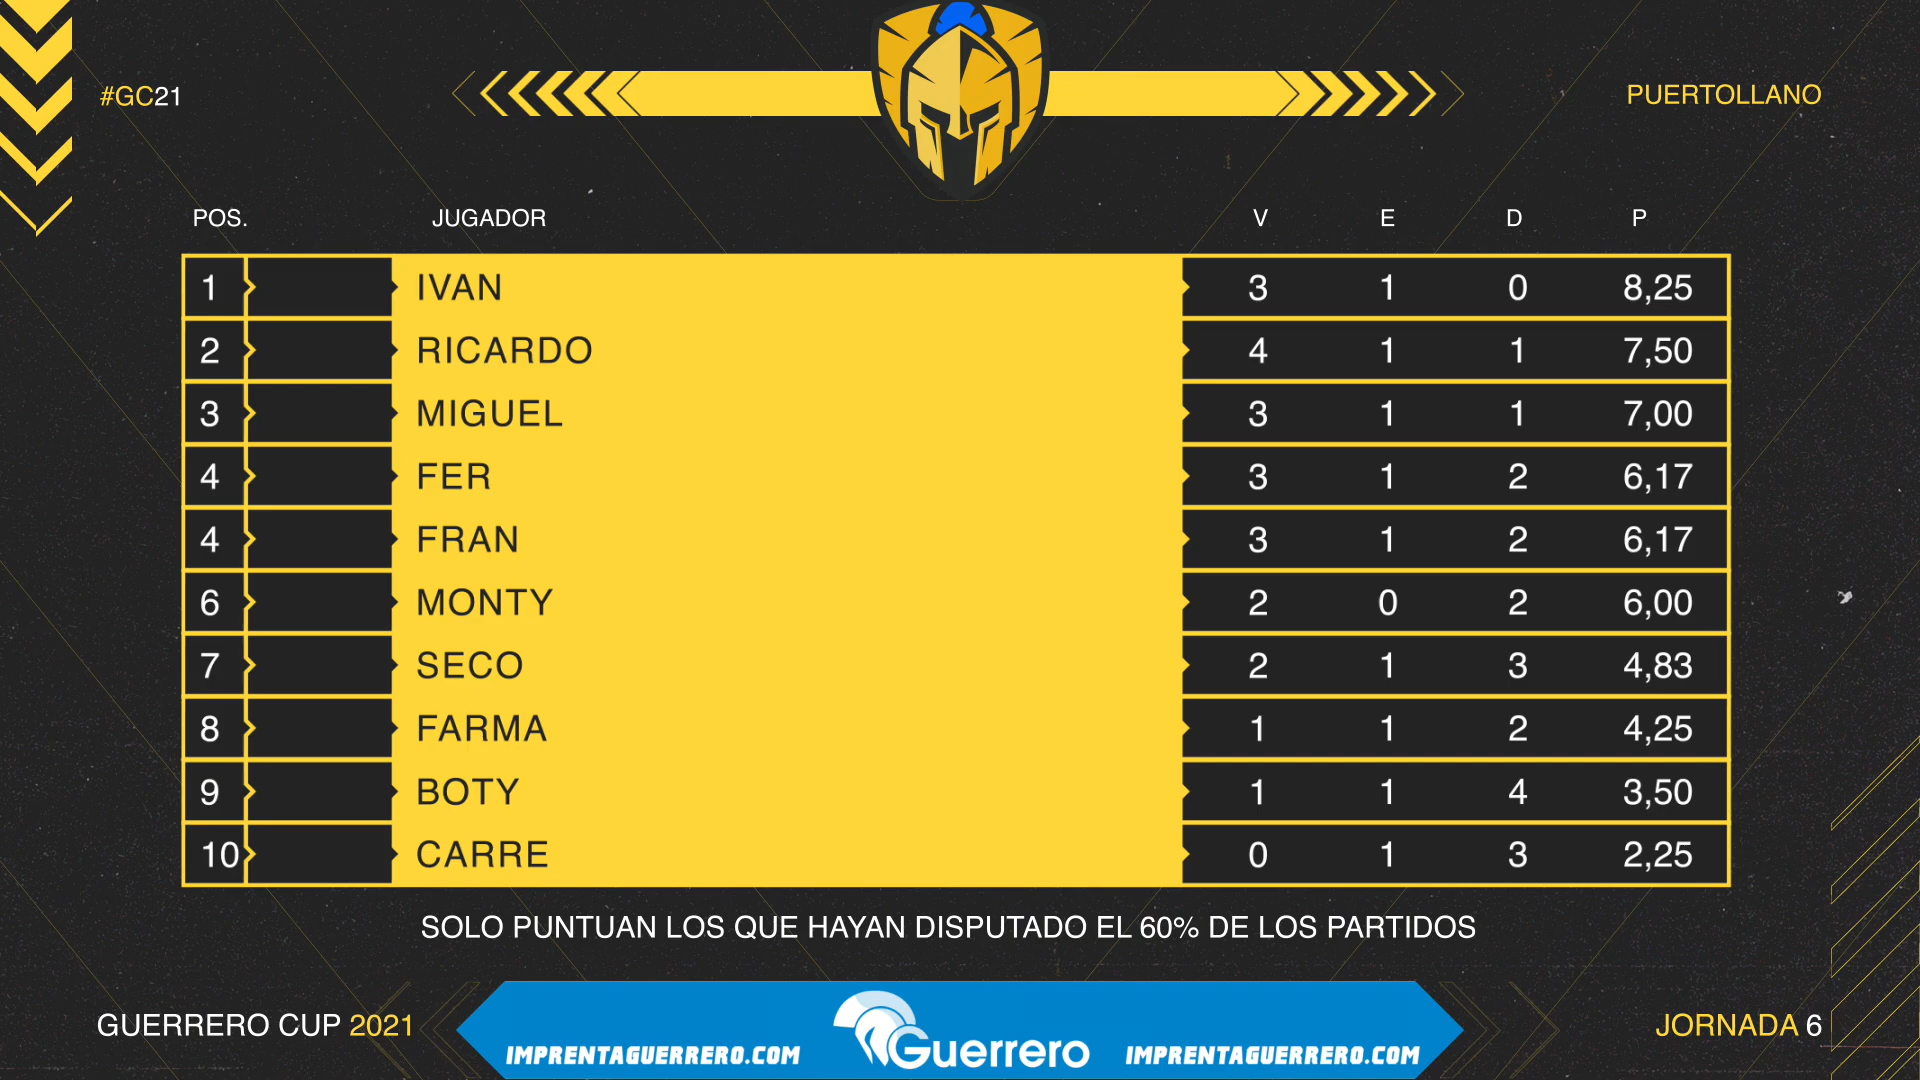 #GC21
PUERTOLLANO
POS. JUGADOR V E D P
1 IVAN 3 1 0 8,25
2 RICARDO 4 1 1 7,50
3 MIGUEL 3 1 1 7,00
4 FER 3 1 2 6,17
4 FRAN 3 1 2 6,17
6 MONTY 2 0 2 6,00
7 SECO 2 1 3 4,83
8 FARMA 1 1 2 4,25
9 BOTY 1 1 4 3,50
10 CARRE 0 1 3 2,25
SOLO PUNTUAN LOS QUE HAYAN DISPUTADO EL 60% DE LOS PARTIDOS
GUERRERO CUP 2021
IMPRENTAGUERRERO.COM
Guerrero
IMPRENTAGUERRERO.COM
JORNADA 6